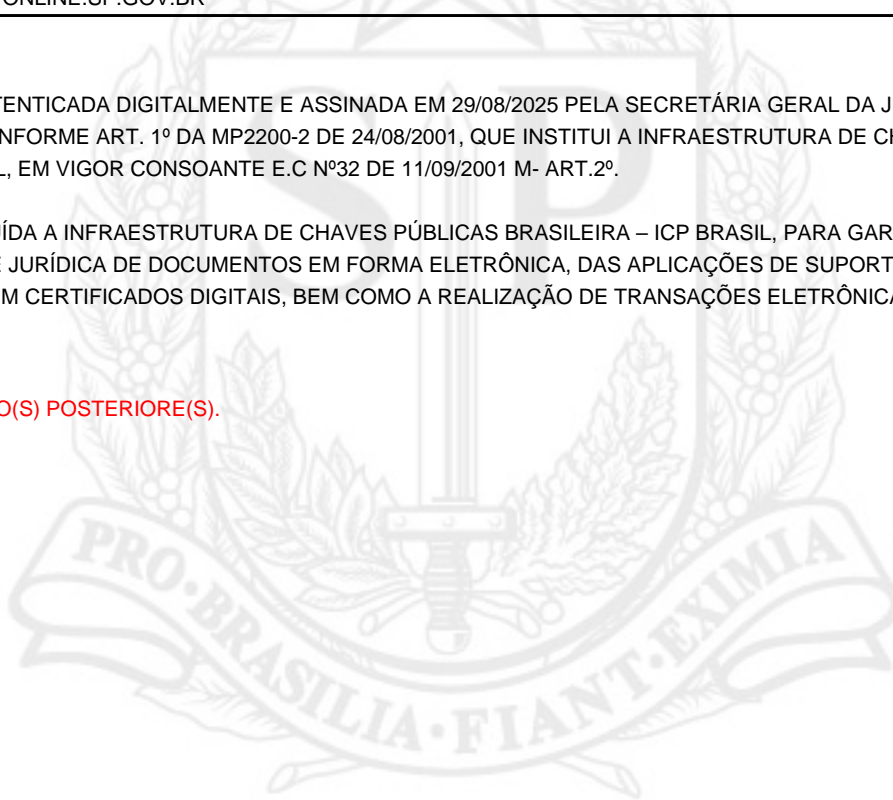 ONLINE.SP.GOV.BR
TENTICADA DIGITALMENTE E ASSINADA EM 29/08/2025 PELA SECRETÁRIA GERAL DA J
NFORME ART. 1º DA MP2200-2 DE 24/08/2001, QUE INSTITUI A INFRAESTRUTURA DE CH
L, EM VIGOR CONSOANTE E.C Nº32 DE 11/09/2001 M- ART.2º.
UÍDA A INFRAESTRUTURA DE CHAVES PÚBLICAS BRASILEIRA – ICP BRASIL, PARA GAR
E JURÍDICA DE DOCUMENTOS EM FORMA ELETRÔNICA, DAS APLICAÇÕES DE SUPORT
M CERTIFICADOS DIGITAIS, BEM COMO A REALIZAÇÃO DE TRANSAÇÕES ELETRÔNICA
O(S) POSTERIORE(S).
SP
PRO·BRASILIA·FIANT·EXIMIA